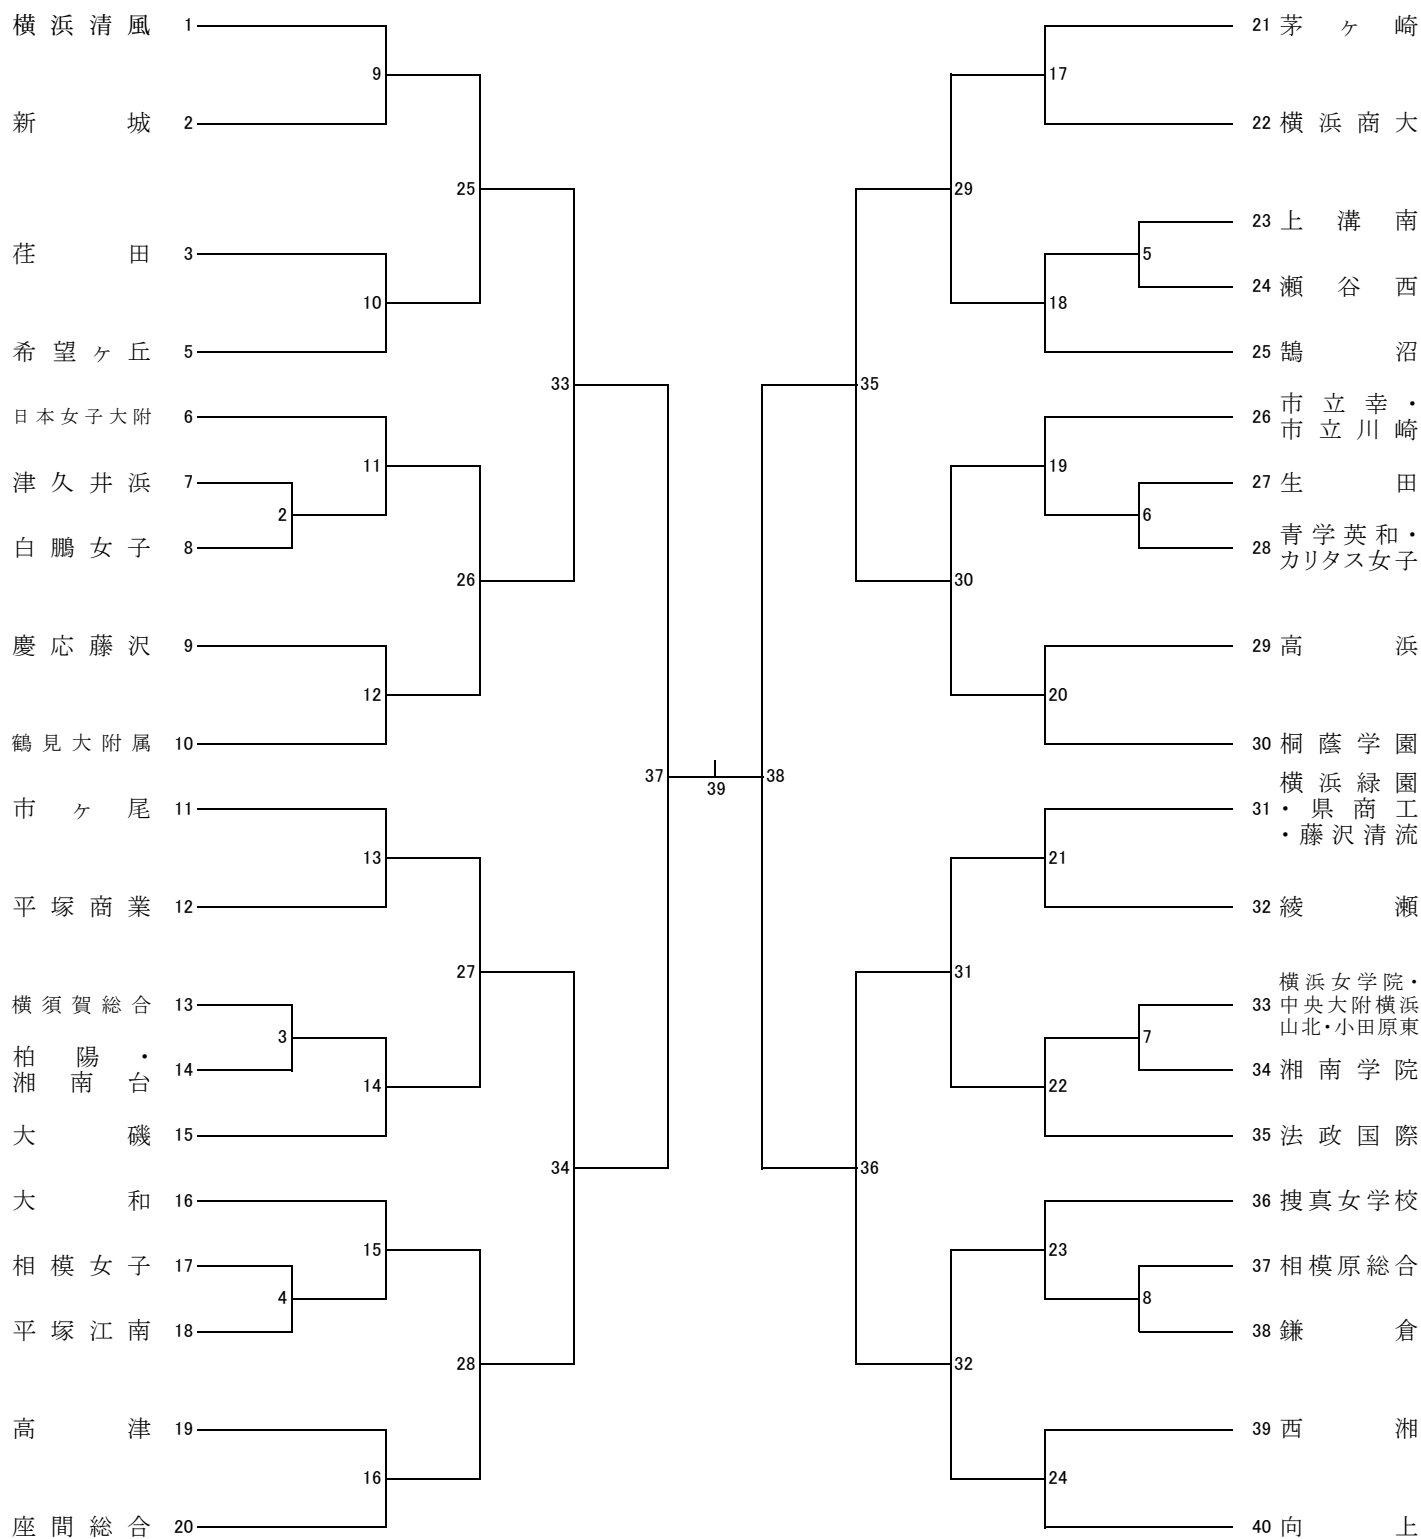 横浜清風 1
新城 2
荏田 3
希望ヶ丘 5
日本女子大附 6
津久井浜 7
白鵬女子 8
慶応藤沢 9
鶴見大附属 10
市ヶ尾 11
平塚商業 12
横須賀総合 13
柏陽・
湘南台 14
大磯 15
大和 16
相模女子 17
平塚江南 18
高津 19
座間総合 20
9
10
2
11
12
13
3
14
4
15
16
25
26
27
28
33
34
37
39
38
35
36
29
30
31
32
17
5
18
19
6
20
21
7
22
23
8
24
21 茅ヶ崎
22 横浜商大
23 上溝南
24 瀬谷西
25 鵠沼
26 市立幸・
市立川崎
27 生田
28 青学英和・
カリタス女子
29 高浜
30 桐蔭学園
横浜緑園
31 ・県商工
・藤沢清流
32 綾瀬
横浜女学院・
33 中央大附横浜
山北・小田原東
34 湘南学院
35 法政国際
36 捜真女学校
37 相模原総合
38 鎌倉
39 西湘
40 向上